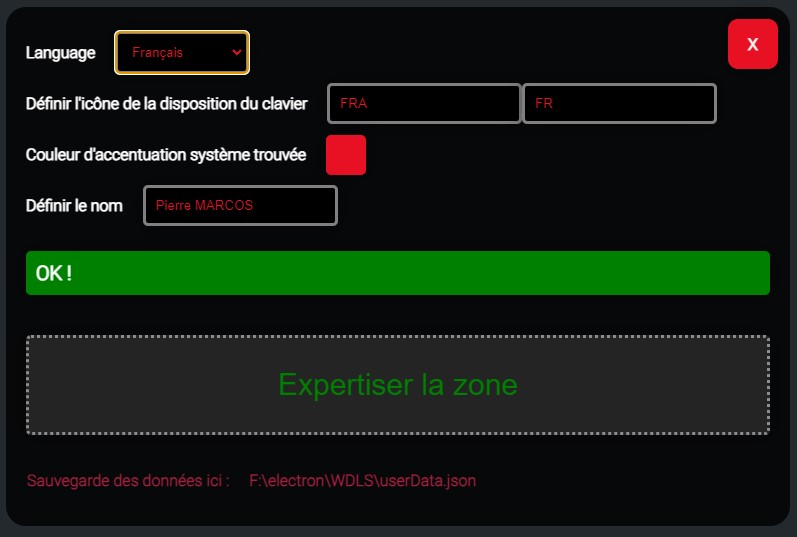 Language Français X
Définir l'icône de la disposition du clavier FRA FR
Couleur d'accentuation système trouvée
Définir le nom Pierre MARCOS
OK !
Expertiser la zone
Sauvegarde des données ici : F:\electron\WDLS\userData.json